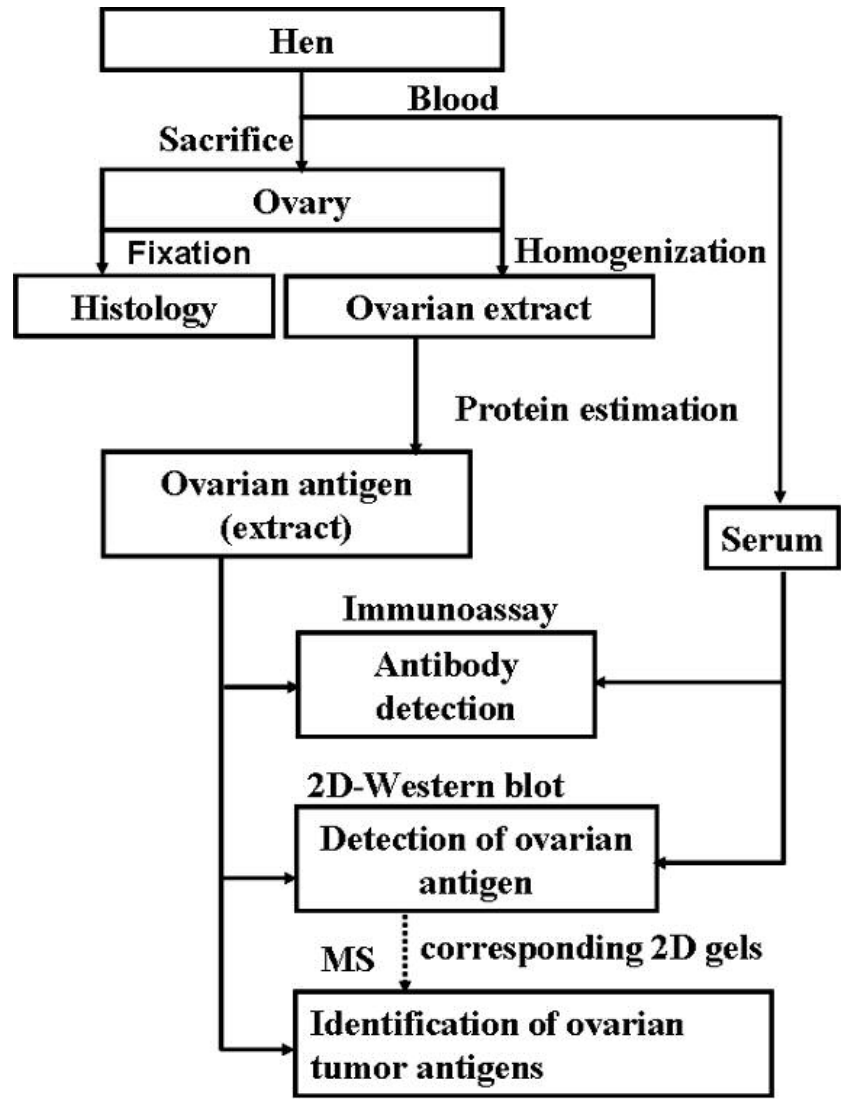 Hen
Blood
Sacrifice
Ovary
Fixation
Homogenization
Histology
Ovarian extract
Protein estimation
Ovarian antigen
(extract)
Serum
Immunoassay
Antibody
detection
2D-Western blot
Detection of ovarian
antigen
MS
corresponding 2D gels
Identification of ovarian
tumor antigens